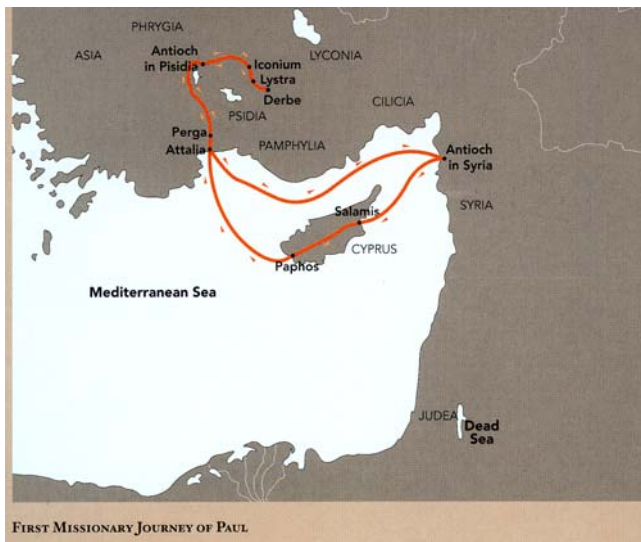 PHRYGIA
ASIA
Antioch
in Pisidia
LYCONIA
Iconium
Lystra
Derbe
PSIDIA
CILICIA
Perga
Attalia
PAMPHYLIA
Antioch
in Syria
SYRIA
Salamis
CYPRUS
Paphos
Mediterranean Sea
JUDEA
Dead
Sea
FIRST MISSIONARY JOURNEY OF PAUL